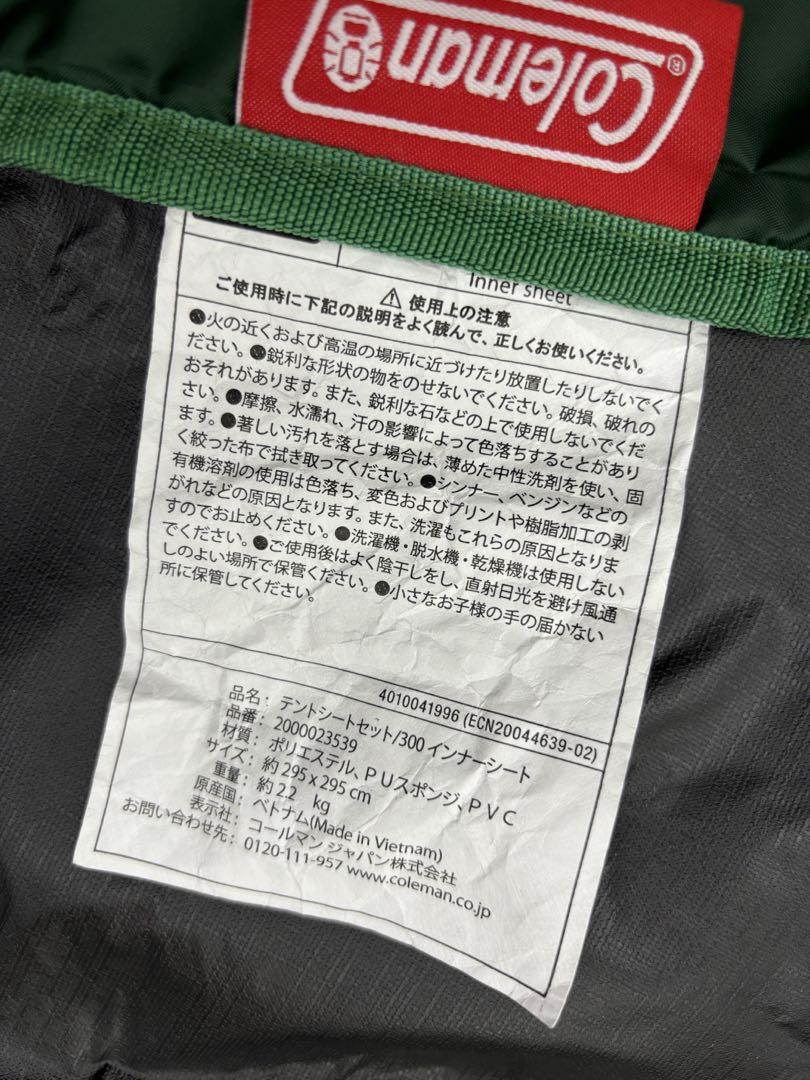 Coleman®
Inner sheet
⚠ 使用上の注意
ご使用時に下記の説明をよく読んで、正しくお使いください。
●火の近くおよび高温の場所に近づけたり放置したりしないでく
ださい。●鋭利な形状の物をのせないでください。破損、破れの
おそれがあります。また、鋭利な石などの上で使用しないでくだ
さい。●摩擦、水濡れ、汗の影響によって色落ちすることがあり
ます。●著しい汚れを落とす場合は、薄めた中性洗剤を使い、固
く絞った布で拭き取ってください。●シンナー、ベンジンなどの
有機溶剤の使用は色落ち、変色およびプリントや樹脂加工の剥
がれなどの原因となります。また、洗濯もこれらの原因となりま
すのでお止めください。●洗濯機・脱水機・乾燥機は使用しない
でください。●ご使用後はよく陰干しをし、直射日光を避け風通
しのよい場所で保管ください。●小さなお子様の手の届かない
所に保管してください。
4010041996 (ECN20044639-02)
品名：テントシートセット/300 インナーシート
品番：2000023539
材質：ポリエステル、ＰＵスポンジ、ＰＶＣ
サイズ：約 295 x 295 cm
重量：約 2.2 kg
原産国：ベトナム(Made in Vietnam)
表示社：コールマン ジャパン株式会社
お問い合わせ先：0120-111-957 www.coleman.co.jp